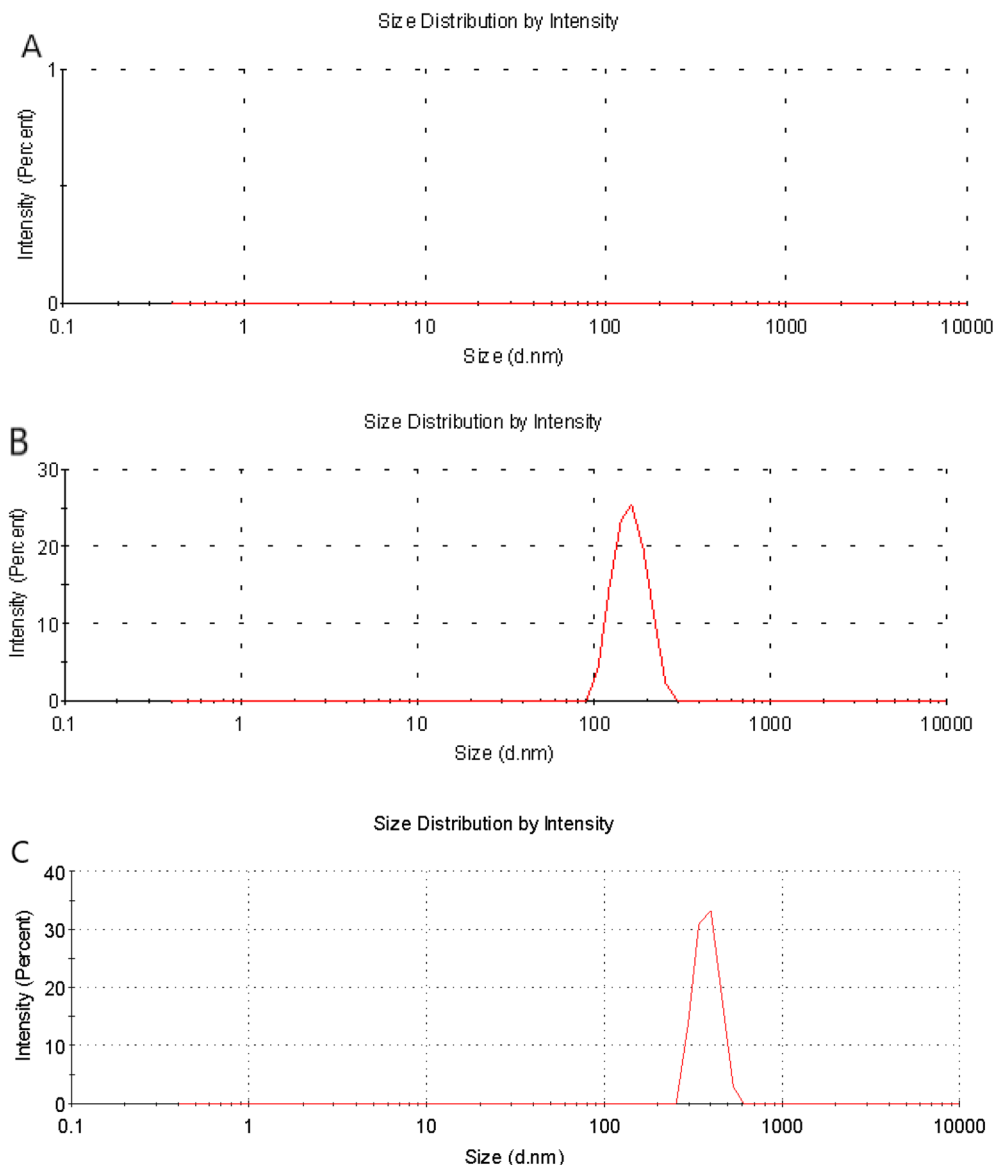 Size Distribution by Intensity
A
1
Intensity (Percent)
0
0.1 1 10 100 1000 10000
Size (d.nm)
Size Distribution by Intensity
B
30
20
10
0
Intensity (Percent)
0.1 1 10 100 1000 10000
Size (d.nm)
Size Distribution by Intensity
C
40
30
20
10
0
Intensity (Percent)
0.1 1 10 100 1000 10000
Size (d.nm)